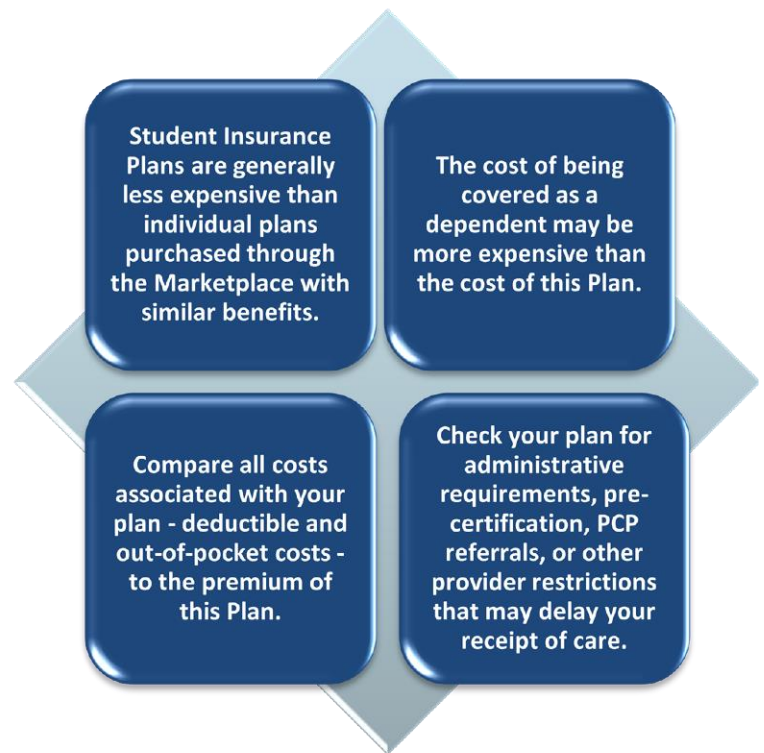 Student Insurance
Plans are generally
less expensive than
individual plans
purchased through
the Marketplace with
similar benefits.
The cost of being
covered as a
dependent may be
more expensive than
the cost of this Plan.
Compare all costs
associated with your
plan - deductible and
out-of-pocket costs -
to the premium of
this Plan.
Check your plan for
administrative
requirements, pre-
certification, PCP
referrals, or other
provider restrictions
that may delay your
receipt of care.